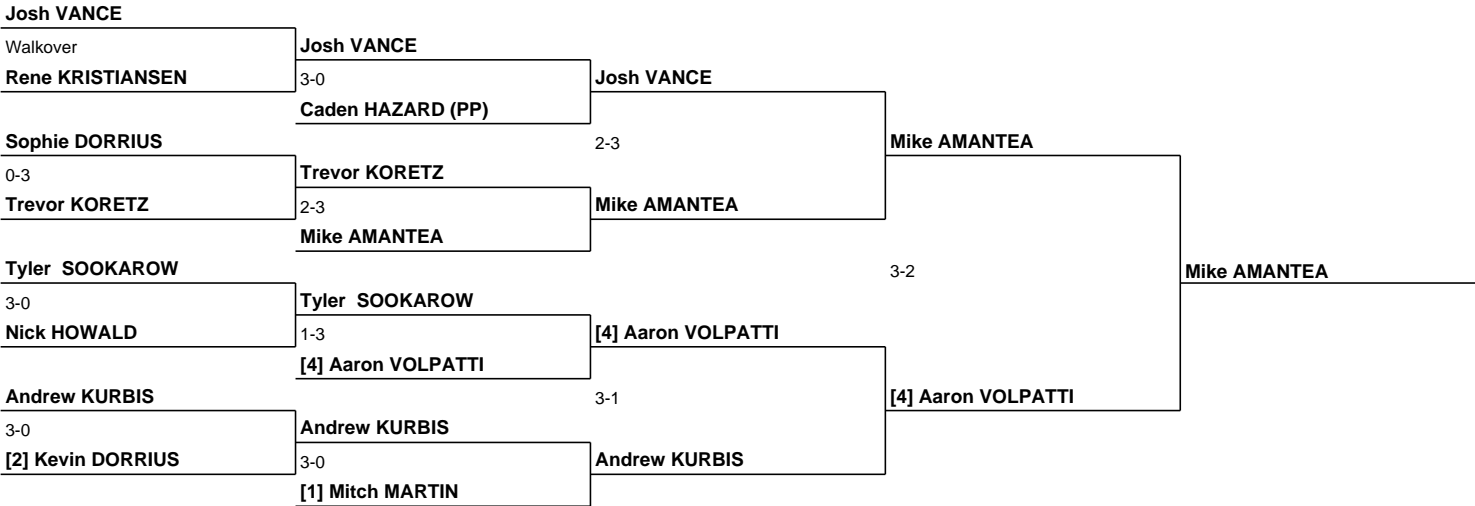 Josh VANCE
Walkover
Rene KRISTIANSEN
Josh VANCE
3-0
Caden HAZARD (PP)
Josh VANCE
Sophie DORRIUS
0-3
Trevor KORETZ
Trevor KORETZ
2-3
Mike AMANTEA
2-3
Mike AMANTEA
Mike AMANTEA
Tyler  SOOKAROW
3-0
Nick HOWALD
Tyler  SOOKAROW
1-3
[4] Aaron VOLPATTI
[4] Aaron VOLPATTI
Andrew KURBIS
3-0
[2] Kevin DORRIUS
Andrew KURBIS
3-0
[1] Mitch MARTIN
3-1
Andrew KURBIS
[4] Aaron VOLPATTI
3-2
Mike AMANTEA